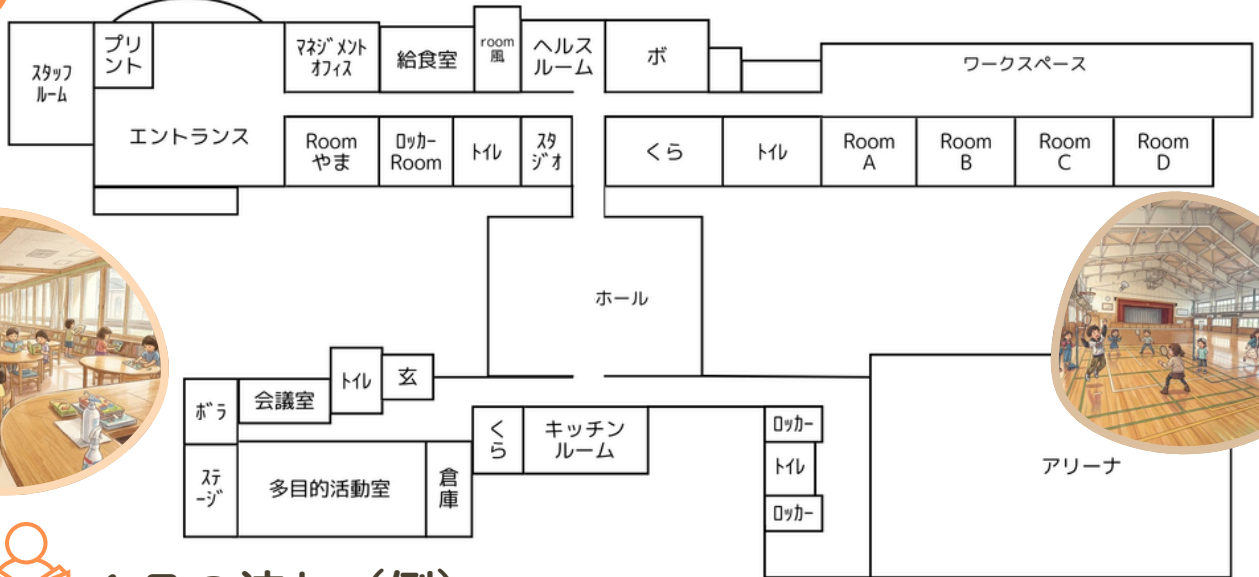 スタッフ
ルーム
プリ
ント
エントランス
マネジメント
オフィス
給食室
room
風
ヘルス
ルーム
ボ
ワークスペース
Room
やま
ロッカー
Room
トイレ
スタ
ジオ
くら
トイレ
Room
A
Room
B
Room
C
Room
D
ホール
ボラ
会議室
トイレ
玄
ステ
ージ
多目的活動室
倉
庫
く
ら
キッチン
ルーム
ロッカー
トイレ
ロッカー
アリーナ